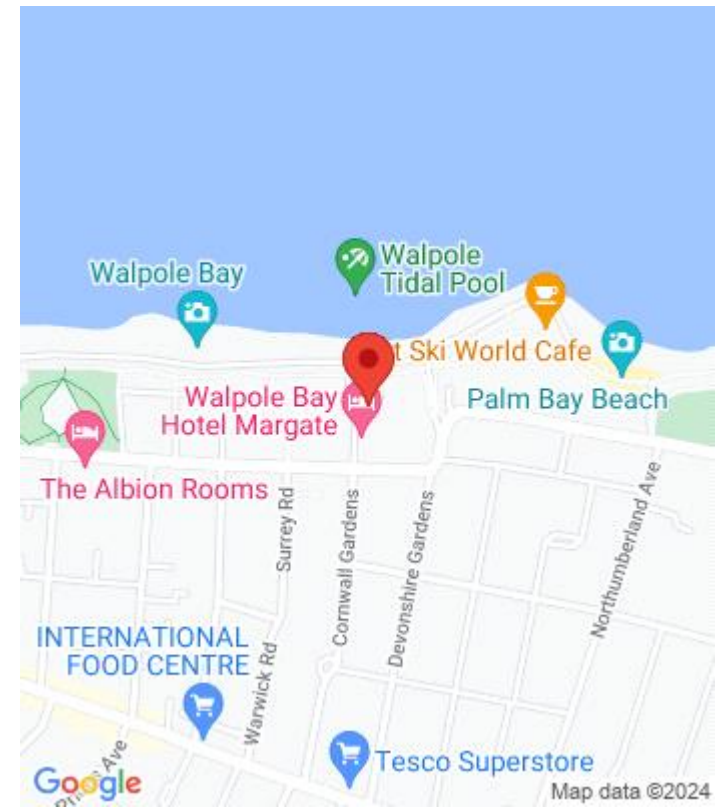 Walpole
Tidal Pool
Walpole Bay
t Ski World Cafe
Walpole Bay
Hotel Margate
Palm Bay Beach
The Albion Rooms
Surrey Rd
Cornwall Gardens
Devonshire Gardens
Northumberland Ave
INTERNATIONAL
FOOD CENTRE
Warwick Rd
Ave
Tesco Superstore
Google
Map data ©2024